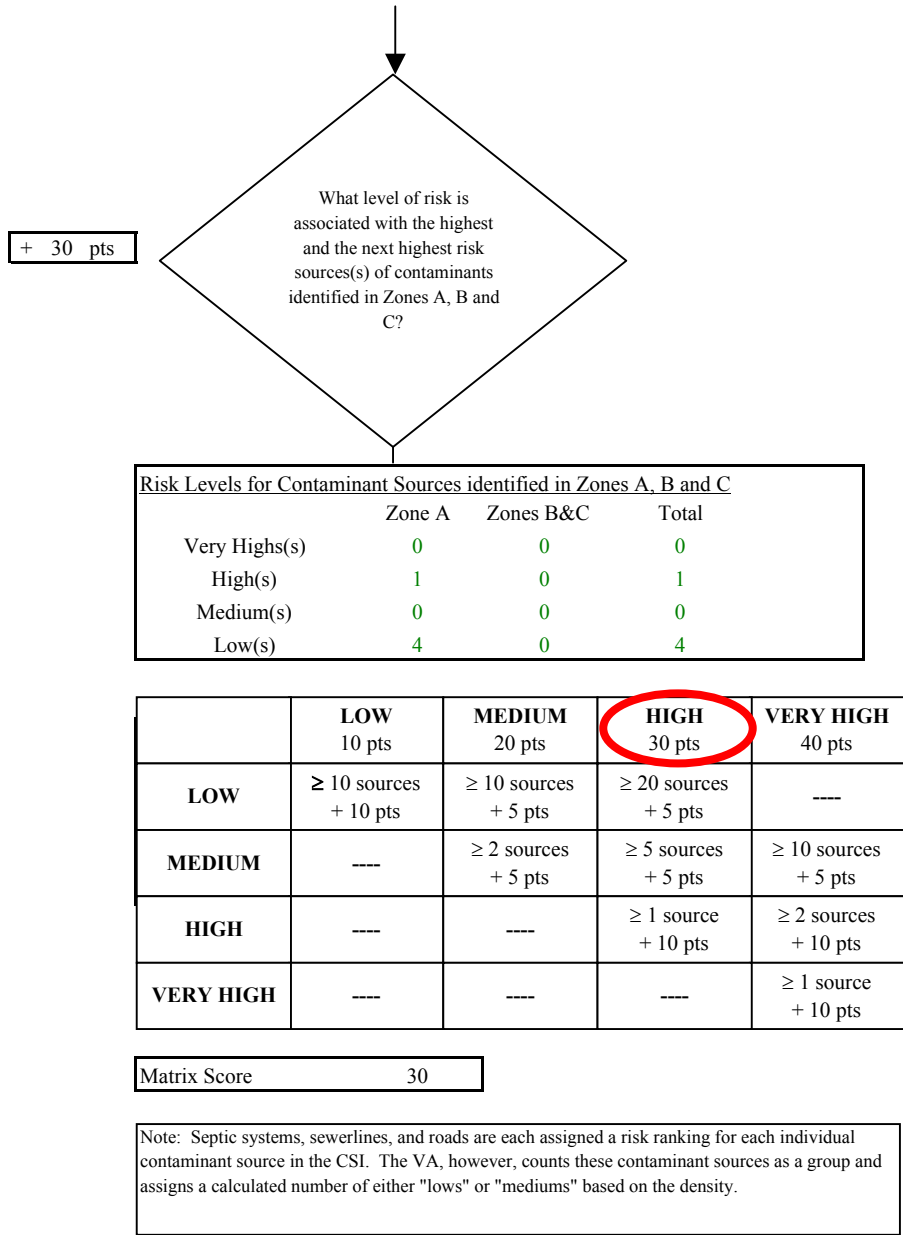 What level of risk is
associated with the highest
and the next highest risk
sources(s) of contaminants
identified in Zones A, B and
C?
+ 30 pts
Risk Levels for Contaminant Sources identified in Zones A, B and C
Zone A Zones B&C Total
Very Highs(s) 0 0 0
High(s) 1 0 1
Medium(s) 0 0 0
Low(s) 4 0 4
LOW MEDIUM HIGH VERY HIGH
10 pts 20 pts 30 pts 40 pts
LOW ≥ 10 sources ≥ 10 sources ≥ 20 sources ----
+ 10 pts + 5 pts + 5 pts
MEDIUM ---- ≥ 2 sources ≥ 5 sources ≥ 10 sources
+ 5 pts + 5 pts + 5 pts
HIGH ---- ---- ≥ 1 source ≥ 2 sources
+ 10 pts + 10 pts
VERY HIGH ---- ---- ---- ≥ 1 source
+ 10 pts
Matrix Score 30
Note: Septic systems, sewerlines, and roads are each assigned a risk ranking for each individual
contaminant source in the CSI. The VA, however, counts these contaminant sources as a group and
assigns a calculated number of either "lows" or "mediums" based on the density.